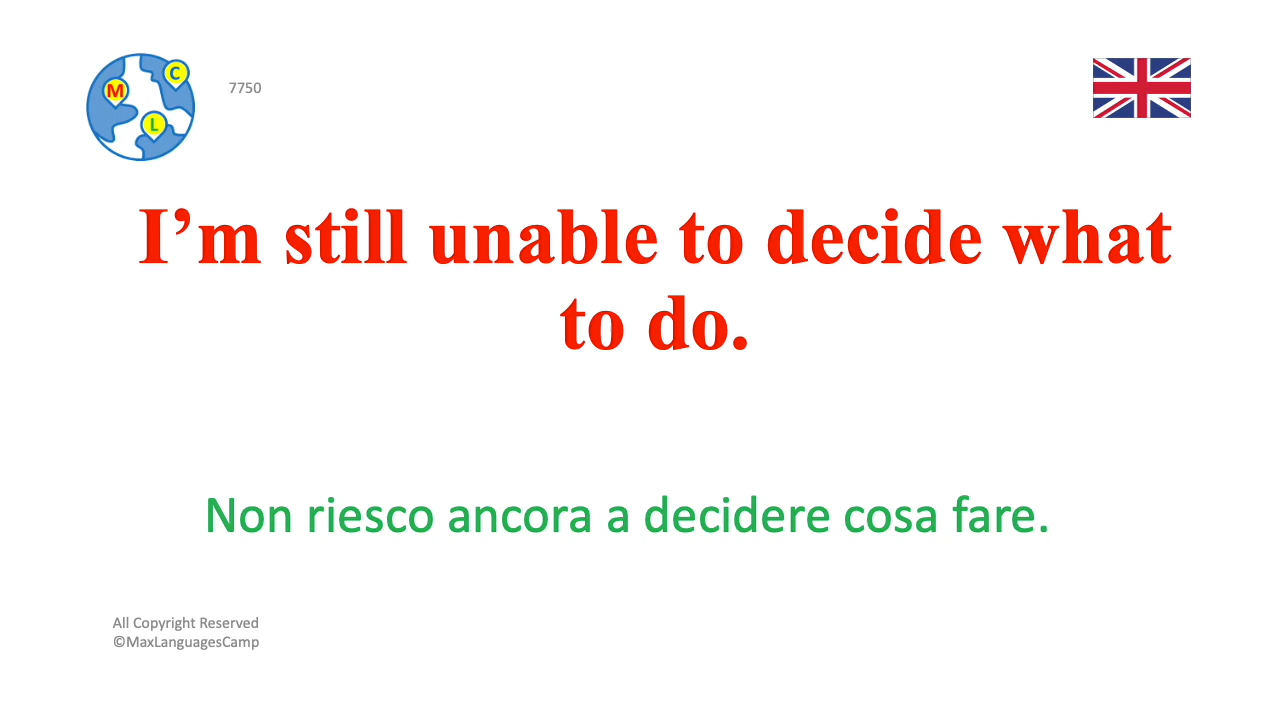 C
M
L
7750
I’m still unable to decide what
to do.
Non riesco ancora a decidere cosa fare.
All Copyright Reserved
©MaxLanguagesCamp